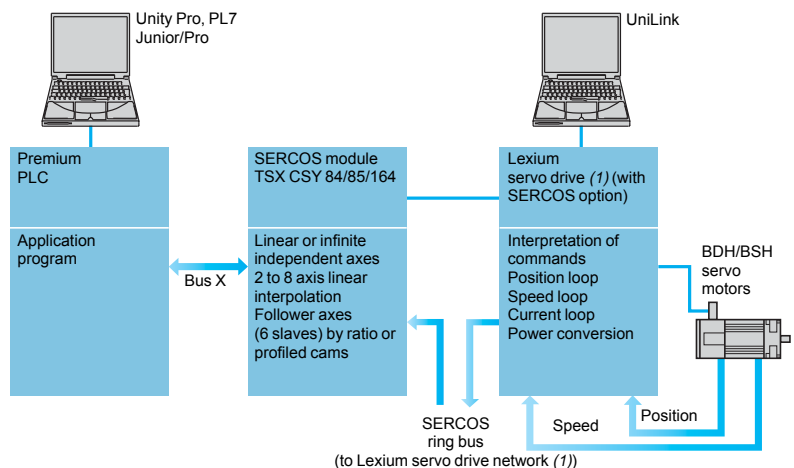 Unity Pro, PL7
Junior/Pro
UniLink
Premium
PLC
SERCOS module
TSX CSY 84/85/164
Lexium
servo drive (1) (with
SERCOS option)
Application
program
Bus X
Linear or infinite
independent axes
2 to 8 axis linear
interpolation
Follower axes
(6 slaves) by ratio or
profiled cams
Interpretation of
commands
Position loop
Speed loop
Current loop
Power conversion
BDH/BSH
servo
motors
SERCOS
ring bus
(to Lexium servo drive network (1))
Speed
Position